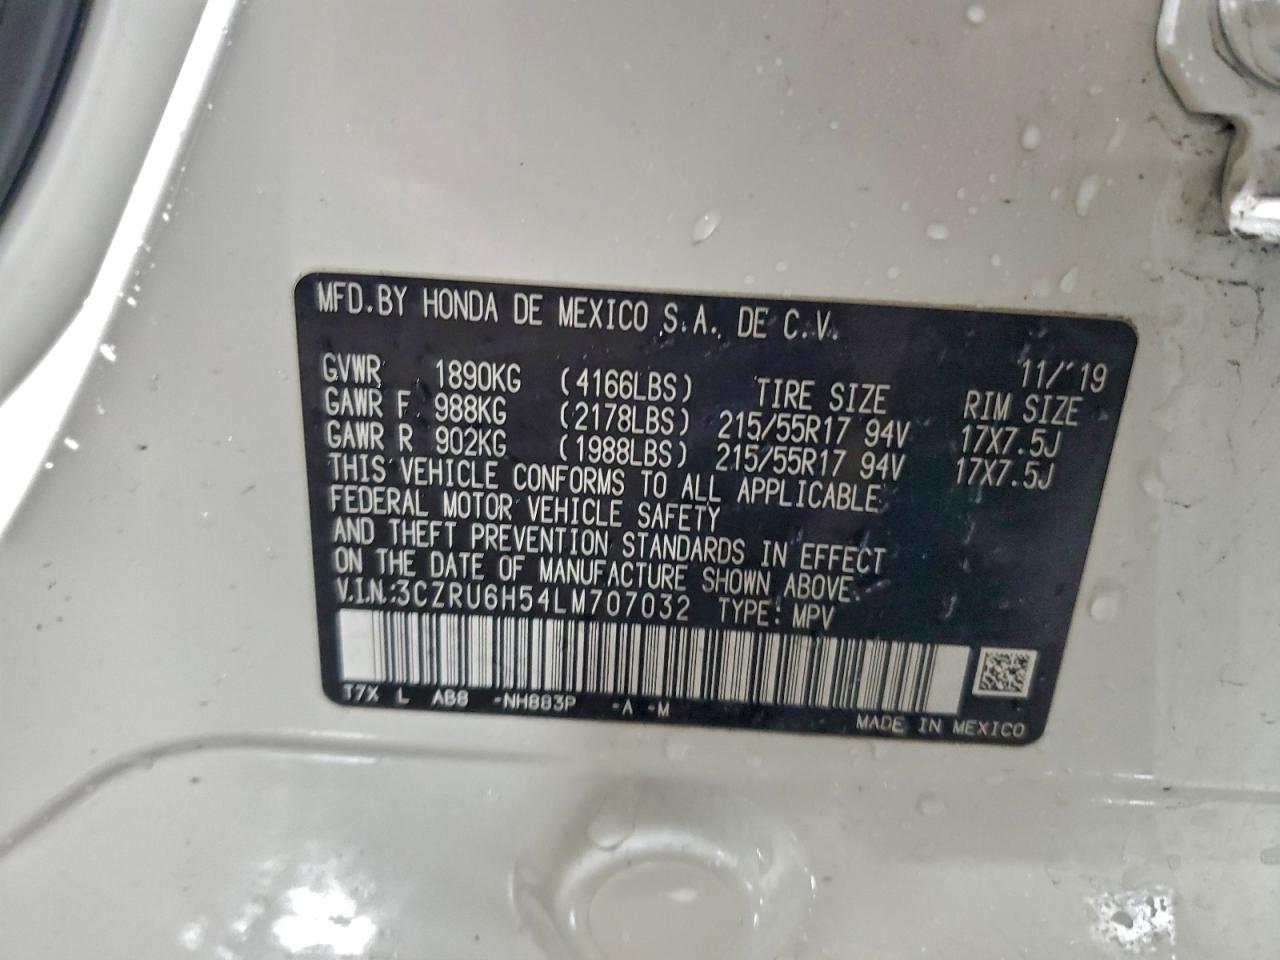 MFD.BY HONDA DE MEXICO S.A. DE C.V.
11/'19
GVWR 1890KG (4166LBS) TIRE SIZE RIM SIZE
GAWR F 988KG (2178LBS) 215/55R17 94V 17X7.5J
GAWR R 902KG (1988LBS) 215/55R17 94V 17X7.5J
THIS VEHICLE CONFORMS TO ALL APPLICABLE
FEDERAL MOTOR VEHICLE SAFETY
AND THEFT PREVENTION STANDARDS IN EFFECT
ON THE DATE OF MANUFACTURE SHOWN ABOVE.
V.I.N.:3CZRU6H54LM707032 TYPE: MPV
T7X L AB8 -NH883P -A -M
MADE IN MEXICO